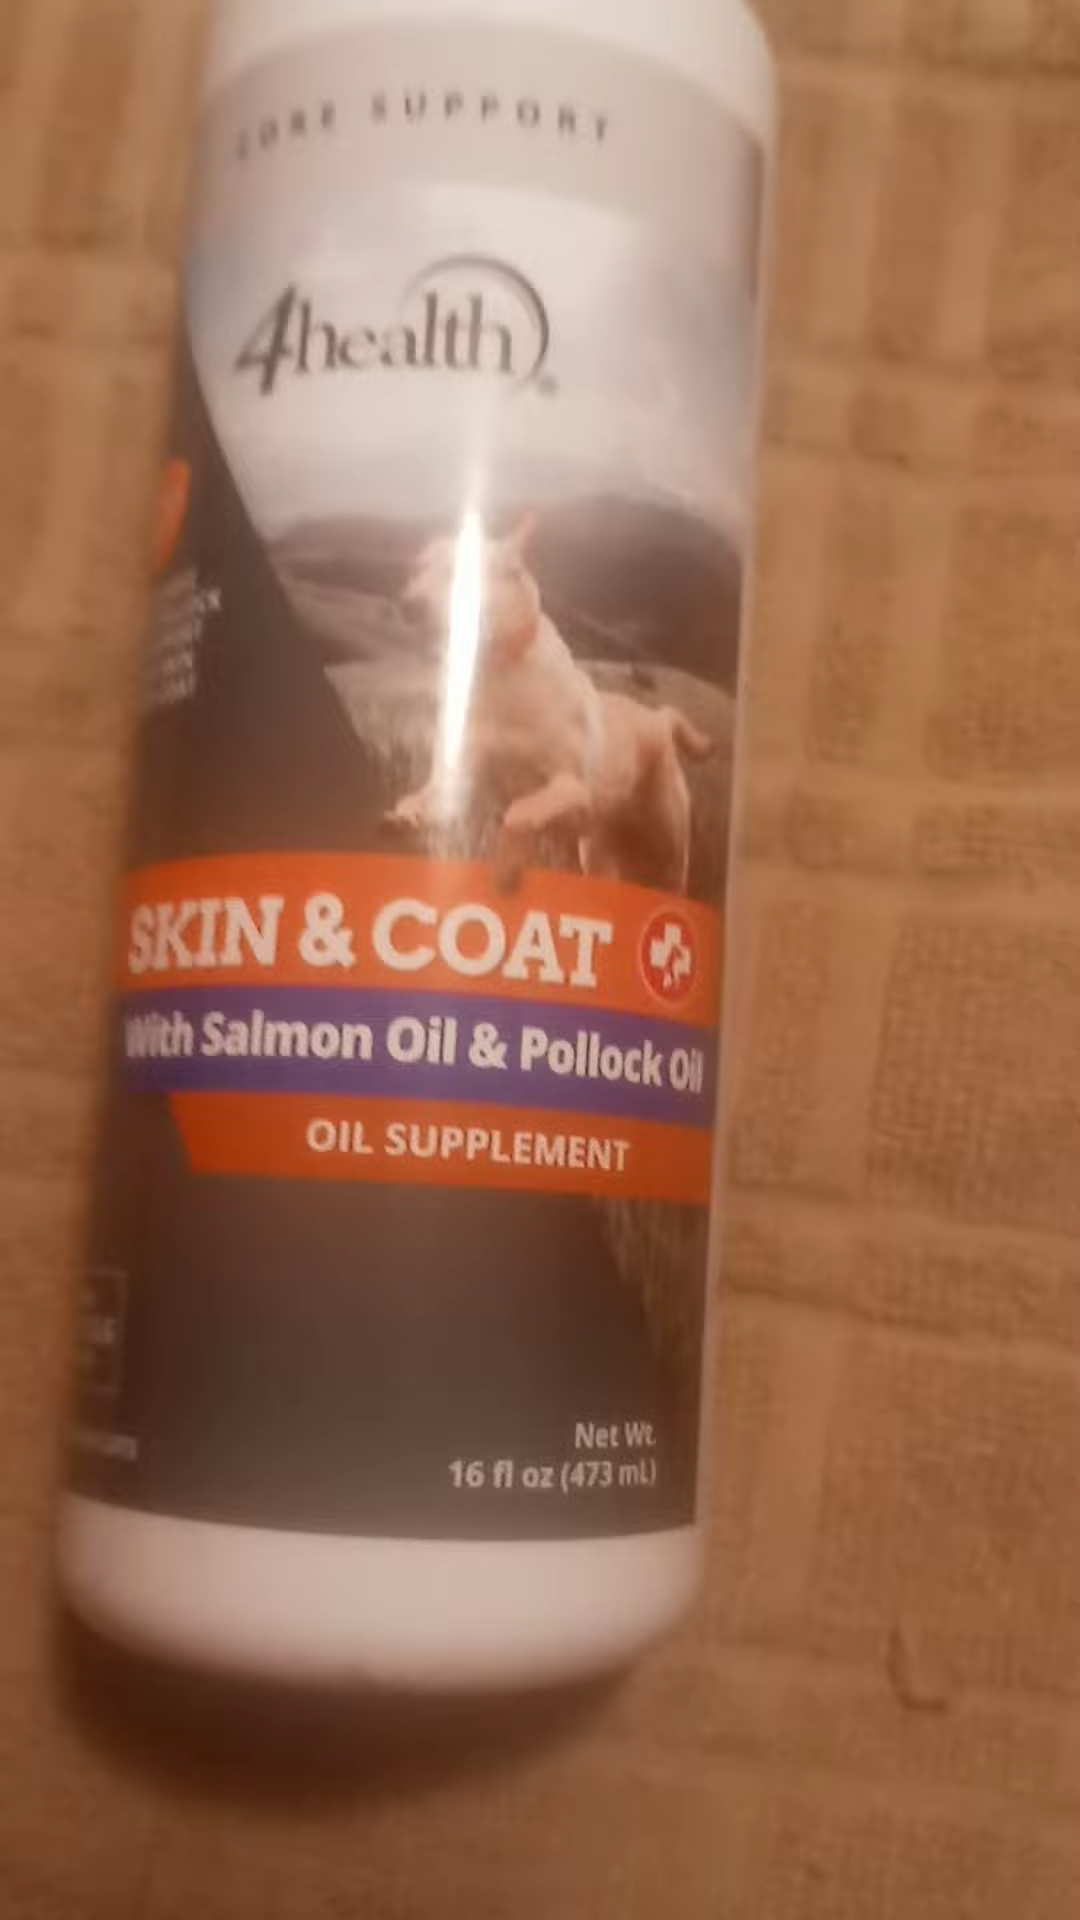 CORE SUPPORT
4health
SKIN & COAT
With Salmon Oil & Pollock Oil
OIL SUPPLEMENT
Net Wt.
16 fl oz (473 mL)